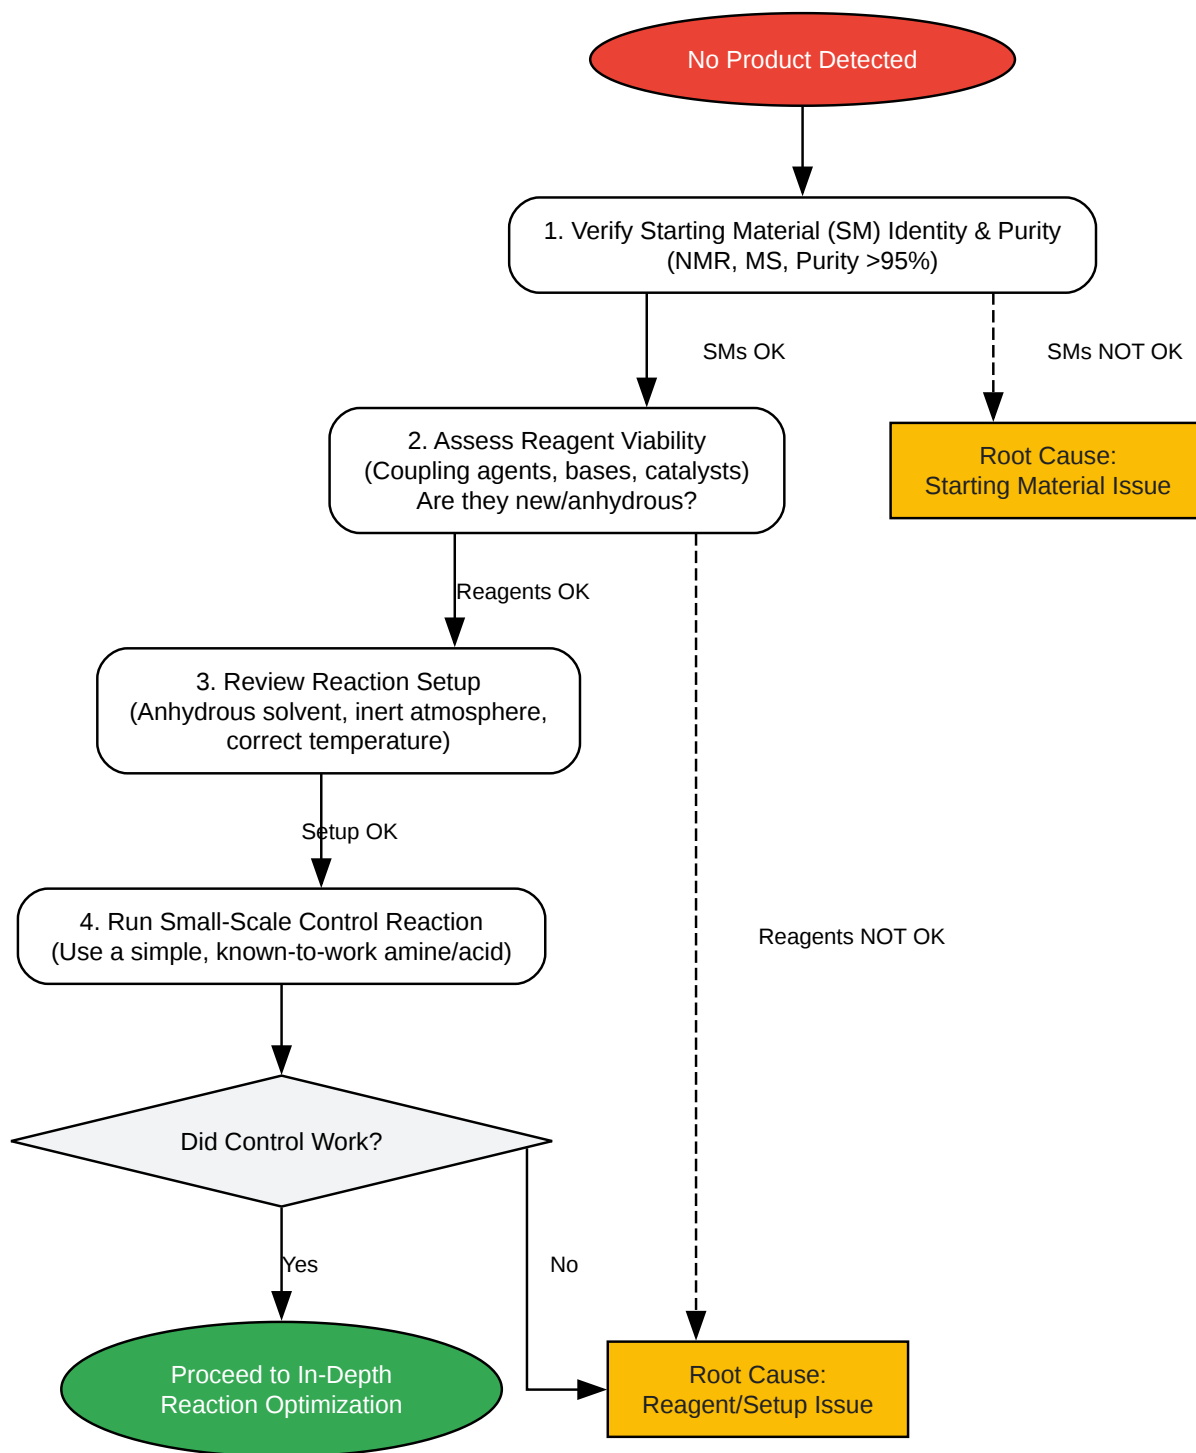 No Product Detected
1. Verify Starting Material (SM) Identity & Purity
(NMR, MS, Purity >95%)
SMs OK
SMs NOT OK
2. Assess Reagent Viability
(Coupling agents, bases, catalysts)
Are they new/anhydrous?
Root Cause:
Starting Material Issue
Reagents OK
3. Review Reaction Setup
(Anhydrous solvent, inert atmosphere,
correct temperature)
Setup OK
4. Run Small-Scale Control Reaction
(Use a simple, known-to-work amine/acid)
Reagents NOT OK
Did Control Work?
Yes
No
Proceed to In-Depth
Reaction Optimization
Root Cause:
Reagent/Setup Issue